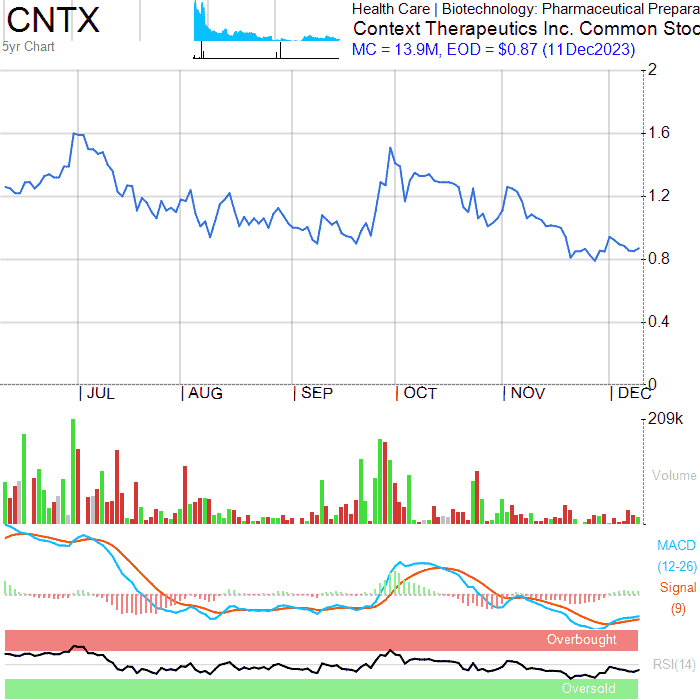 CNTX
5yr Chart
Health Care | Biotechnology: Pharmaceutical Prepara
Context Therapeutics Inc. Common Stoc
MC = 13.9M, EOD = $0.87 (11Dec2023)
2
1.6
1.2
0.8
0.4
0
JUL AUG SEP OCT NOV DEC
209k
Volume
MACD
(12-26)
Signal
(9)
Overbought
RSI(14)
Oversold